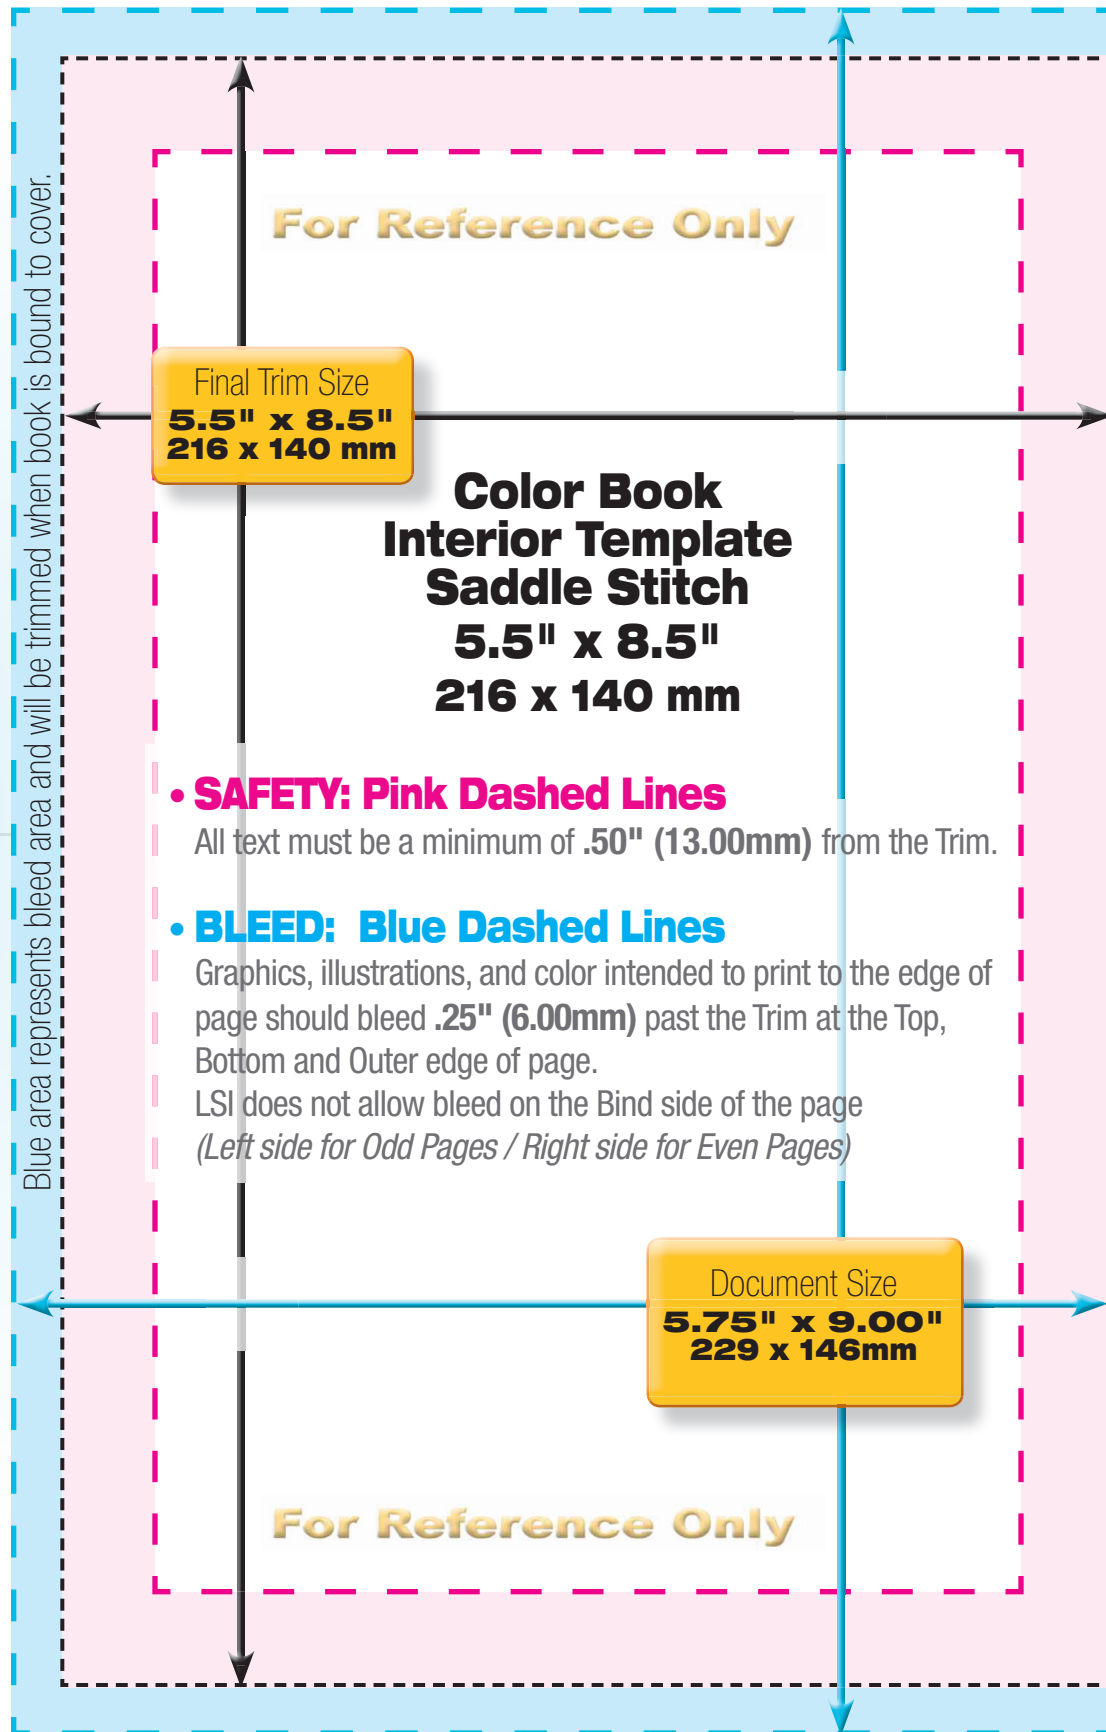 For Reference Only
Final Trim Size
5.5" x 8.5"
216 x 140 mm
Color Book
Interior Template
Saddle Stitch
5.5" x 8.5"
216 x 140 mm
• SAFETY: Pink Dashed Lines
All text must be a minimum of .50" (13.00mm) from the Trim.
• BLEED:  Blue Dashed Lines
Graphics, illustrations, and color intended to print to the edge of
page should bleed .25" (6.00mm) past the Trim at the Top,
Bottom and Outer edge of page.
LSI does not allow bleed on the Bind side of the page
(Left side for Odd Pages / Right side for Even Pages)
Document Size
5.75" x 9.00"
229 x 146mm
For Reference Only
Blue area represents bleed area and will be trimmed when book is bound to cover.